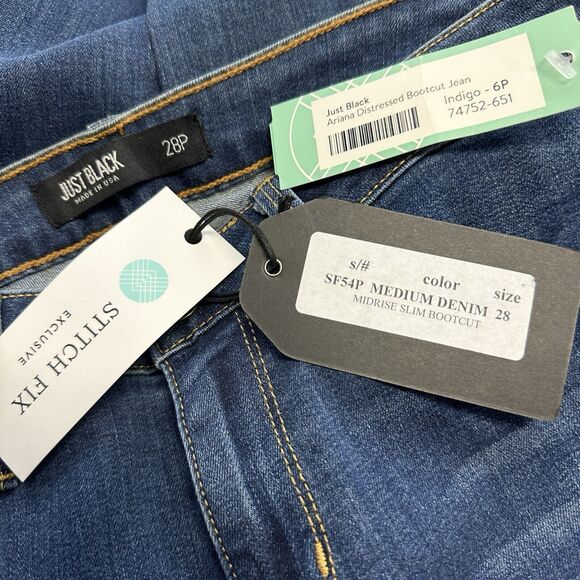 Just Black
Ariana Distressed Bootcut Jean
Indigo - 6P
74752-651
JUST BLACK
MADE IN USA
28P
STITCH FIX
EXCLUSIVE
s/# color size
SF54P MEDIUM DENIM 28
MIDRISE SLIM BOOTCUT